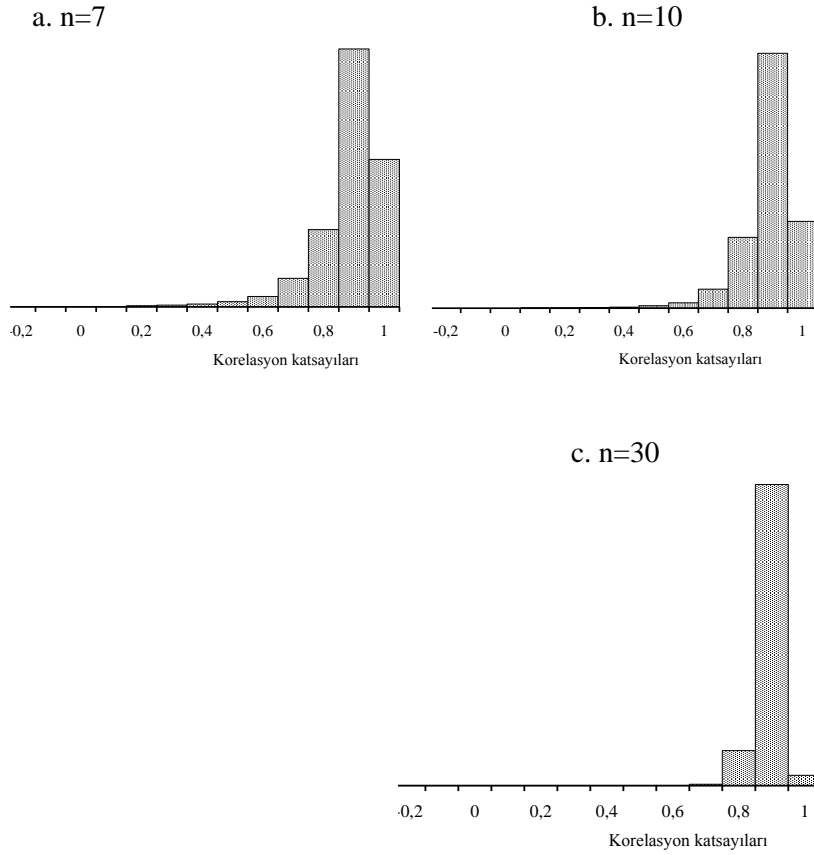 a. n=7
-0,2 0 0,2 0,4 0,6 0,8 1
Korelasyon katsayıları
b. n=10
-0,2 0 0,2 0,4 0,6 0,8 1
Korelasyon katsayıları
c. n=30
-0,2 0 0,2 0,4 0,6 0,8 1
Korelasyon katsayıları